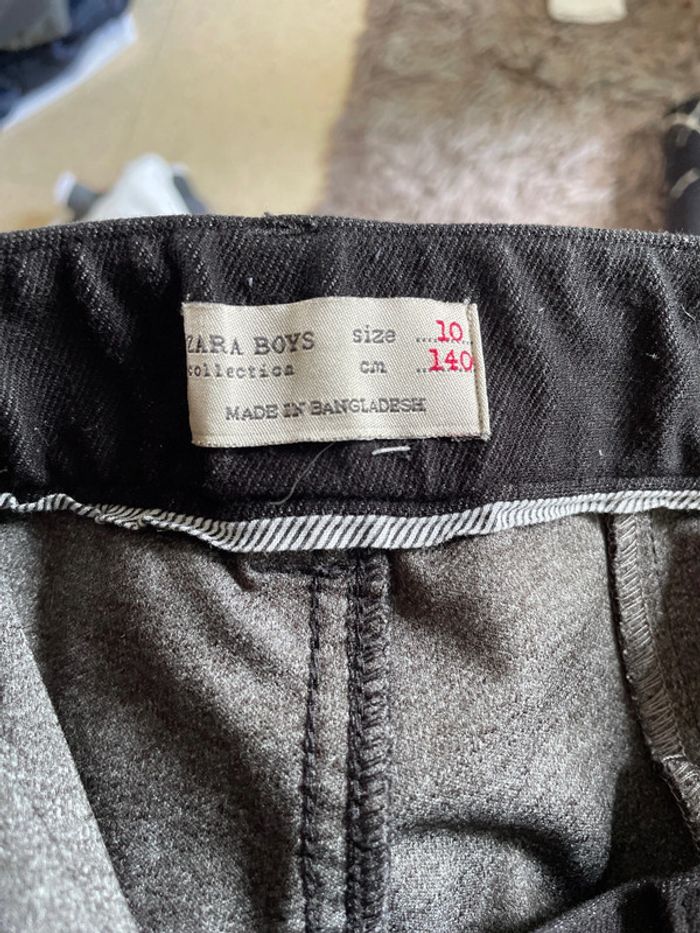 ZARA BOYS size ....10..
collection cm ..140
MADE IN BANGLADESH